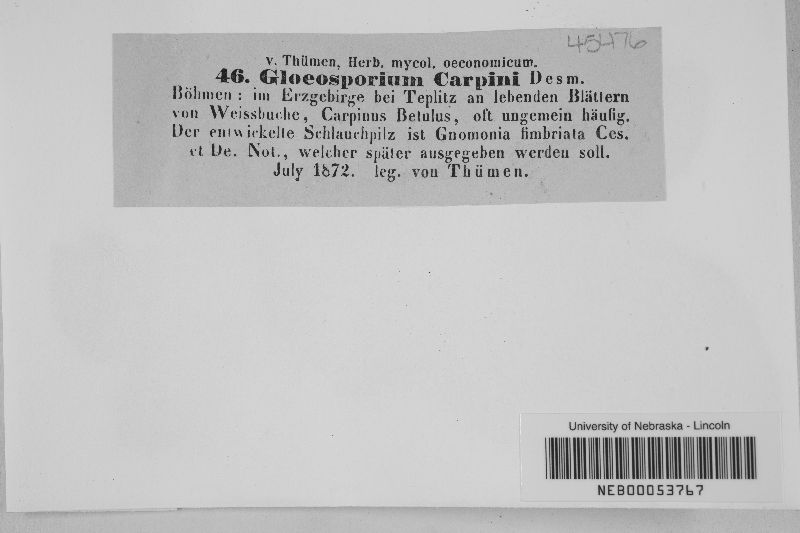 45476
v. Thümen, Herb. mycol. oeconomicum.
46. Gloeosporium Carpini Desm.
Böhmen: im Erzgebirge bei Teplitz an lebenden Blättern
von Weissbuche, Carpinus Betulus, oft ungemein häufig.
Der entwickelte Schlauchpilz ist Gnomonia fimbriata Ces.
et De. Not., welcher später ausgegeben werden soll.
July 1872. leg. von Thümen.
University of Nebraska - Lincoln
NEB00053767